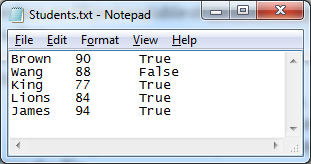 Students.txt - Notepad
File Edit Format View Help
Brown 90 True
Wang 88 False
King 77 True
Lions 84 True
James 94 True